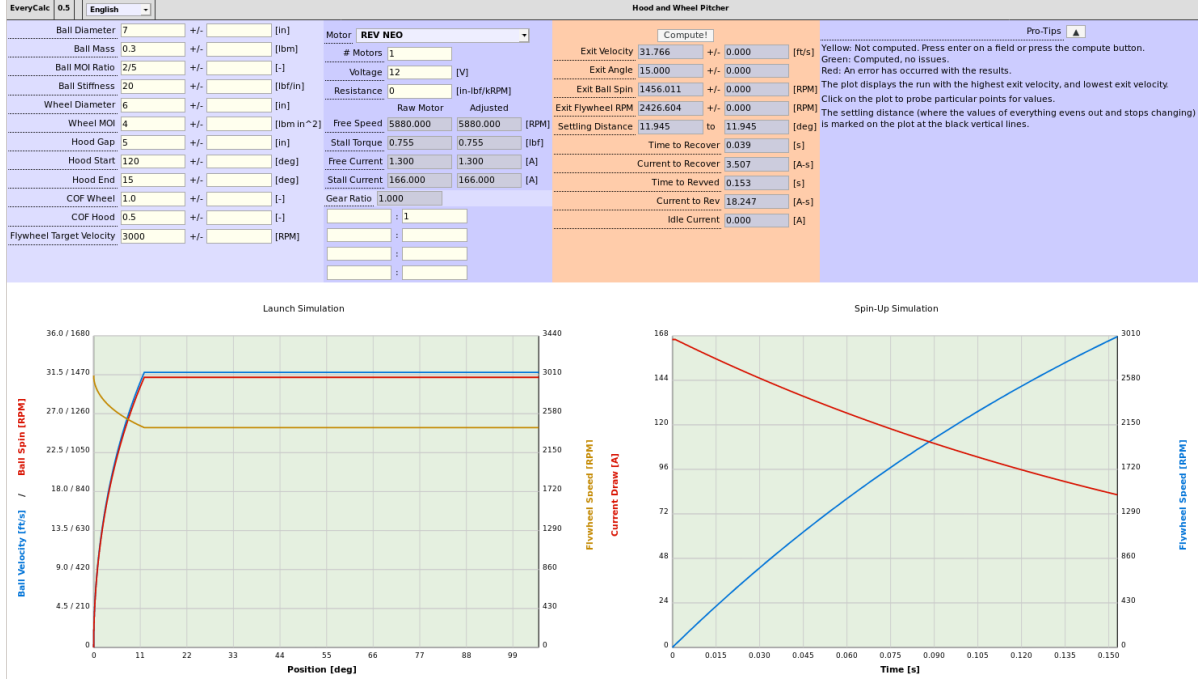 EveryCalc 0.5 English Hood and Wheel Pitcher
Ball Diameter 7 +/- [in]
Ball Mass 0.3 +/- [lbm]
Ball MOI Ratio 2/5 +/- [-]
Ball Stiffness 20 +/- [lbf/in]
Wheel Diameter 6 +/- [in]
Wheel MOI 4 +/- [lbm in^2]
Hood Gap 5 +/- [in]
Hood Start 120 +/- [deg]
Hood End 15 +/- [deg]
COF Wheel 1.0 +/- [-]
COF Hood 0.5 +/- [-]
Flywheel Target Velocity 3000 +/- [RPM]
Motor REV NEO
# Motors 1
Voltage 12 [V]
Resistance 0 [in-lbf/kRPM]
Raw Motor Adjusted
Free Speed 5880.000 5880.000 [RPM]
Stall Torque 0.755 0.755 [lbf]
Free Current 1.300 1.300 [A]
Stall Current 166.000 166.000 [A]
Gear Ratio 1.000
: 1
:
:
:
Compute!
Exit Velocity 31.766 +/- 0.000 [ft/s]
Exit Angle 15.000 +/- 0.000
Exit Ball Spin 1456.011 +/- 0.000 [RPM]
Exit Flywheel RPM 2426.604 +/- 0.000 [RPM]
Settling Distance 11.945 to 11.945 [deg]
Time to Recover 0.039 [s]
Current to Recover 3.507 [A-s]
Time to Revved 0.153 [s]
Current to Rev 18.247 [A-s]
Idle Current 0.000 [A]
Pro-Tips ▲
Yellow: Not computed. Press enter on a field or press the compute button.
Green: Computed, no issues.
Red: An error has occurred with the results.
The plot displays the run with the highest exit velocity, and lowest exit velocity.
Click on the plot to probe particular points for values.
The settling distance (where the values of everything evens out and stops changing)
is marked on the plot at the black vertical lines.
Launch Simulation
36.0 / 1680
31.5 / 1470
27.0 / 1260
22.5 / 1050
18.0 / 840
13.5 / 630
9.0 / 420
4.5 / 210
0
Ball Velocity [ft/s] / Ball Spin [RPM]
3440
3010
2580
2150
1720
1290
860
430
0
Flywheel Speed [RPM]
0 11 22 33 44 55 66 77 88 99
Position [deg]
Spin-Up Simulation
Current Draw [A]
168
144
120
96
72
48
24
0
3010
2580
2150
1720
1290
860
430
0
Flywheel Speed [RPM]
0 0.015 0.030 0.045 0.060 0.075 0.090 0.105 0.120 0.135 0.150
Time [s]